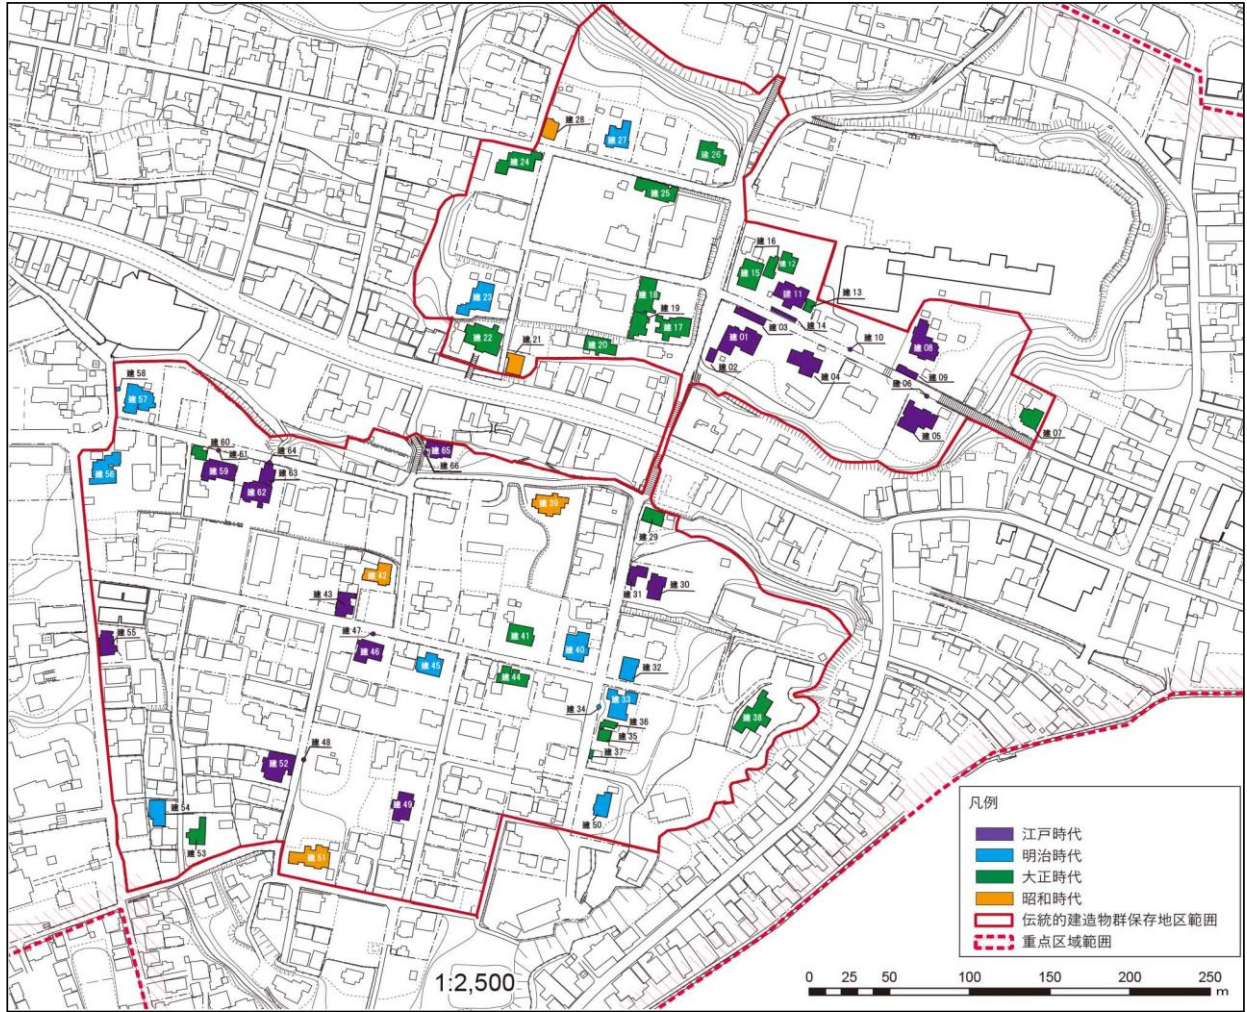 建 28
建 27
建 24
建 26
建 25
建 16
建 15
建 12
建 11
建 13
建 18
建 19
建 17
建 23
建 03
建 14
建 22
建 21
建 20
建 01
建 10
建 02
建 04
建 08
建 06
建 09
建 05
建 07
建 58
建 57
建 60
建 64
建 65
建 61
建 66
建 56
建 59
建 63
建 62
建 39
建 29
建 42
建 30
建 43
建 31
建 47
建 55
建 41
建 40
建 46
建 45
建 32
建 44
建 33
建 34
建 36
建 38
建 35
建 48
建 37
建 52
建 49
建 54
建 50
建 53
建 51
凡例
江戸時代
明治時代
大正時代
昭和時代
伝統的建造物群保存地区範囲
重点区域範囲
1:2,500
0 25 50 100 150 200 250
m